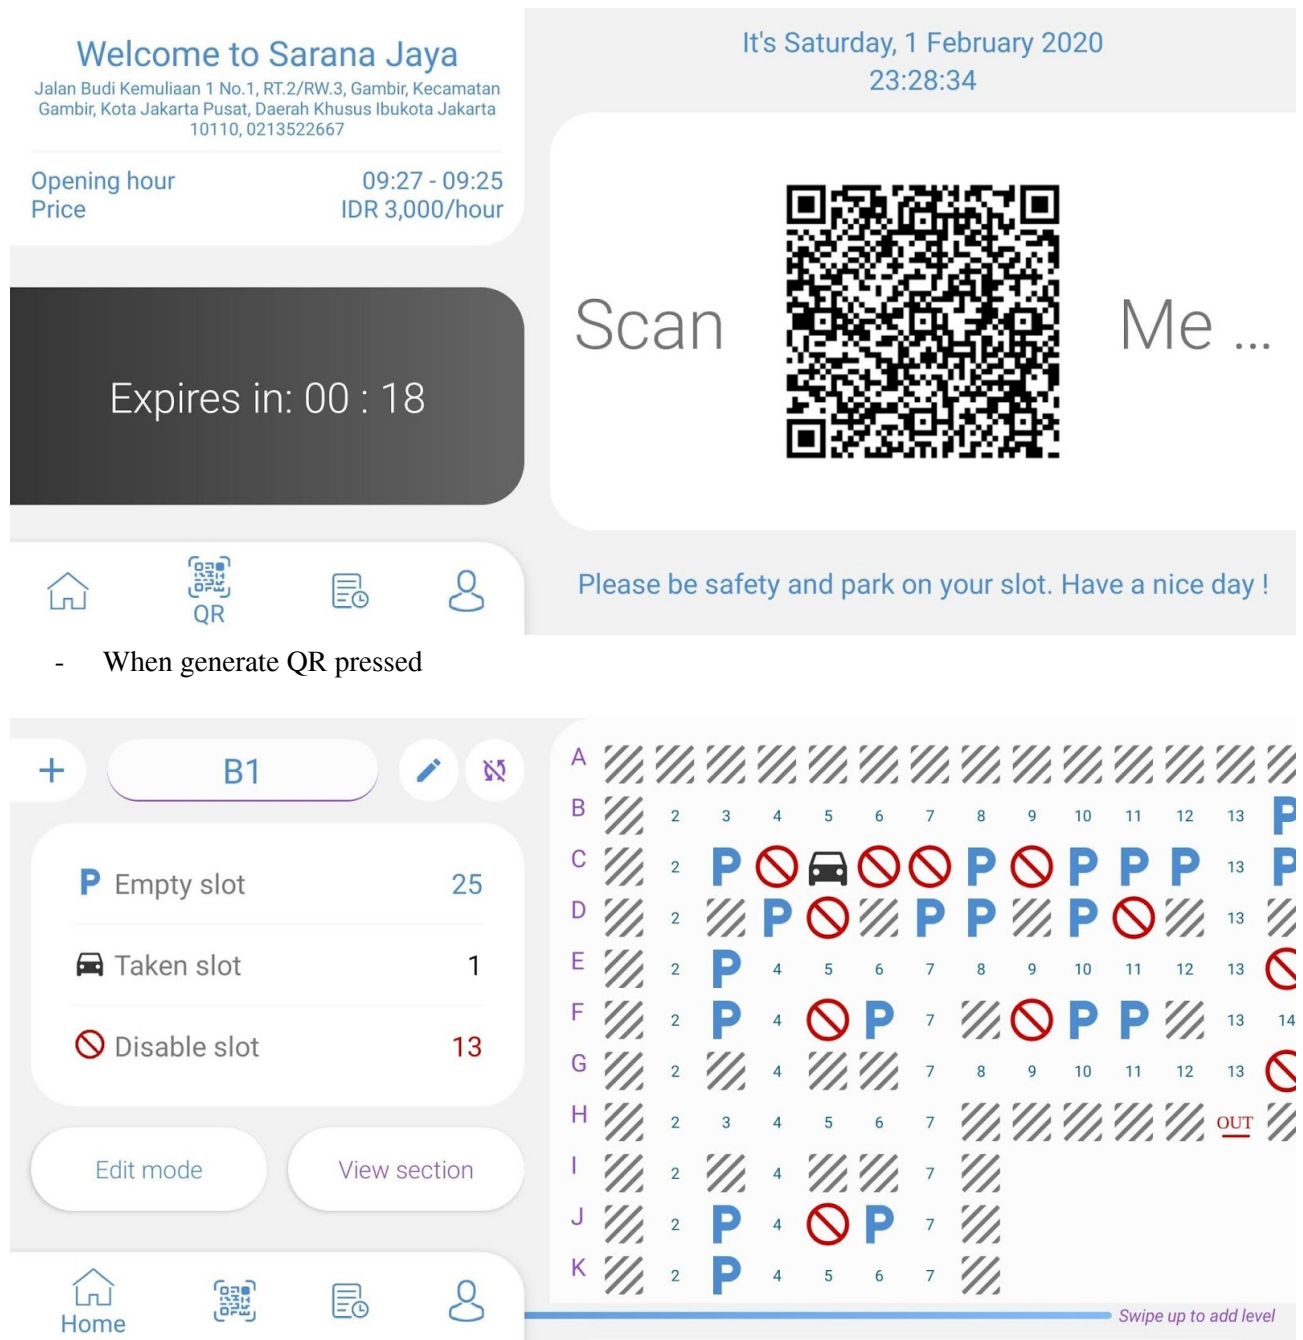 Welcome to Sarana Jaya
Jalan Budi Kemuliaan 1 No.1, RT.2/RW.3, Gambir, Kecamatan
Gambir, Kota Jakarta Pusat, Daerah Khusus Ibukota Jakarta
10110, 0213522667
Opening hour 09:27 - 09:25
Price IDR 3,000/hour
Expires in: 00 : 18
QR
It's Saturday, 1 February 2020
23:28:34
Scan Me ...
Please be safety and park on your slot. Have a nice day !
- When generate QR pressed
+ B1
P Empty slot 25
Taken slot 1
Disable slot 13
Edit mode View section
Home
A
B 2 3 4 5 6 7 8 9 10 11 12 13 P
C 2 P P P P P 13 P
D 2 P P P P 13
E 2 P 4 5 6 7 8 9 10 11 12 13
F 2 P 4 P 7 P P 13 14
G 2 4 7 8 9 10 11 12 13
H 2 3 4 5 6 7 OUT
I 2 4 7
J 2 P 4 P 7
K 2 P 4 5 6 7
Swipe up to add level